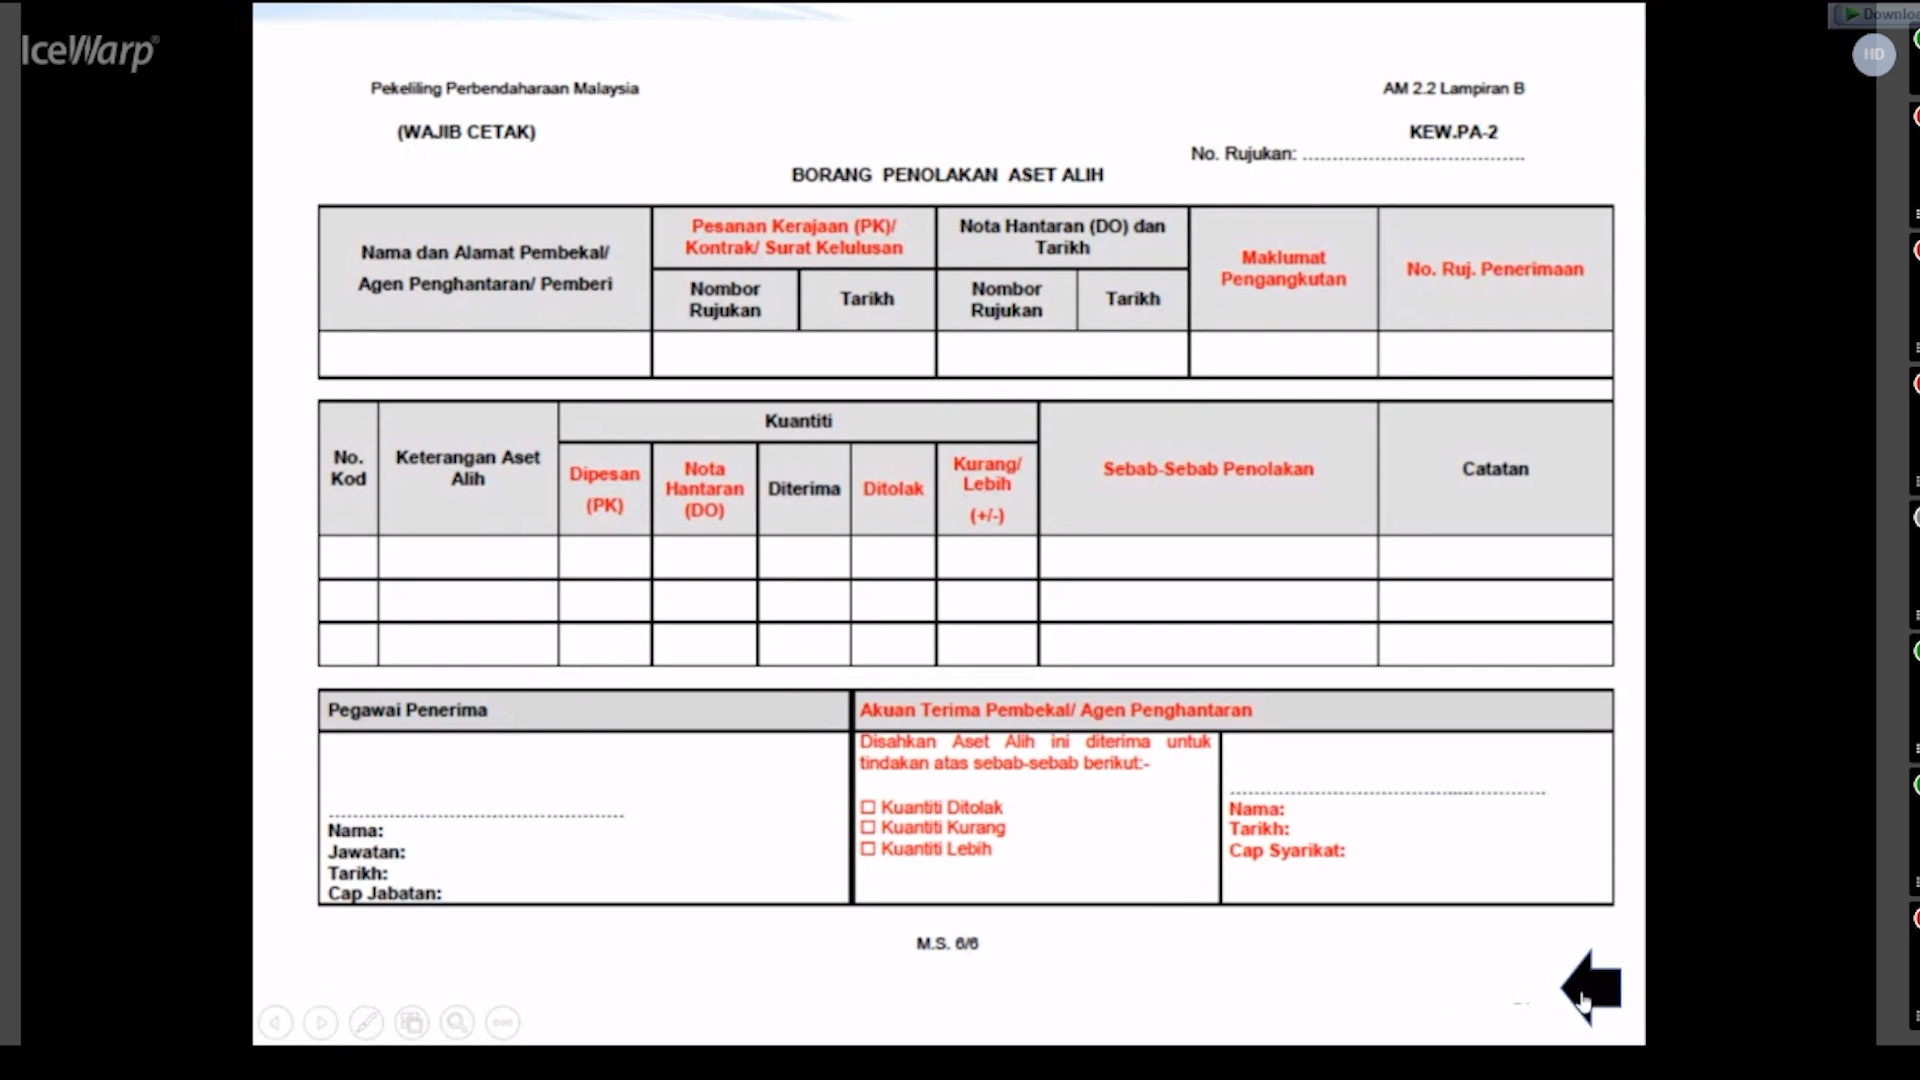 IceWarp®
Downloa
HD
Pekeliling Perbendaharaan Malaysia
AM 2.2 Lampiran B
(WAJIB CETAK)
KEW.PA-2
No. Rujukan:
BORANG PENOLAKAN ASET ALIH
Nama dan Alamat Pembekal/
Agen Penghantaran/ Pemberi
Pesanan Kerajaan (PK)/
Kontrak/ Surat Kelulusan
Nombor
Rujukan
Tarikh
Nota Hantaran (DO) dan
Tarikh
Nombor
Rujukan
Tarikh
Maklumat
Pengangkutan
No. Ruj. Penerimaan
No.
Kod
Keterangan Aset
Alih
Kuantiti
Dipesan
(PK)
Nota
Hantaran
(DO)
Diterima
Ditolak
Kurang/
Lebih
(+/-)
Sebab-Sebab Penolakan
Catatan
Pegawai Penerima
Nama:
Jawatan:
Tarikh:
Cap Jabatan:
Akuan Terima Pembekal/ Agen Penghantaran
Disahkan Aset Alih ini diterima untuk
tindakan atas sebab-sebab berikut:-
☐ Kuantiti Ditolak
☐ Kuantiti Kurang
☐ Kuantiti Lebih
Nama:
Tarikh:
Cap Syarikat:
M.S. 6/6